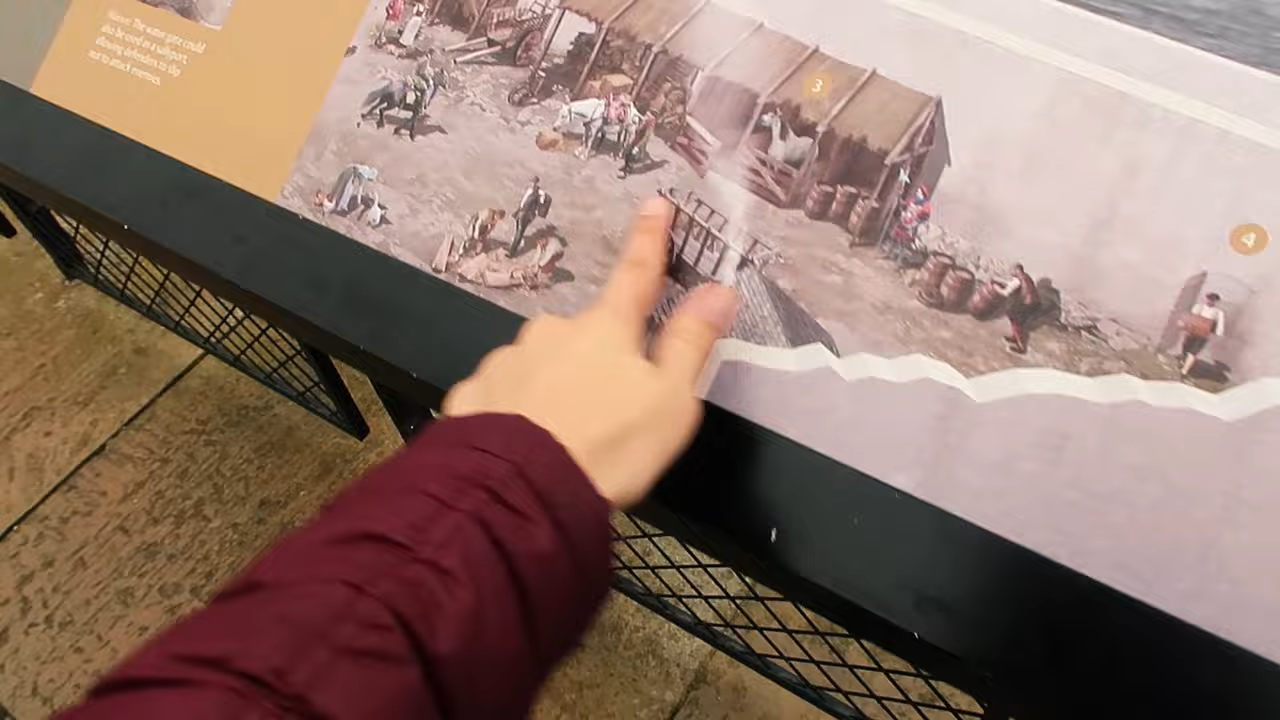 Above: The water gate could
also be used as a sallyport,
allowing defenders to slip
out to attack enemies.
3
4